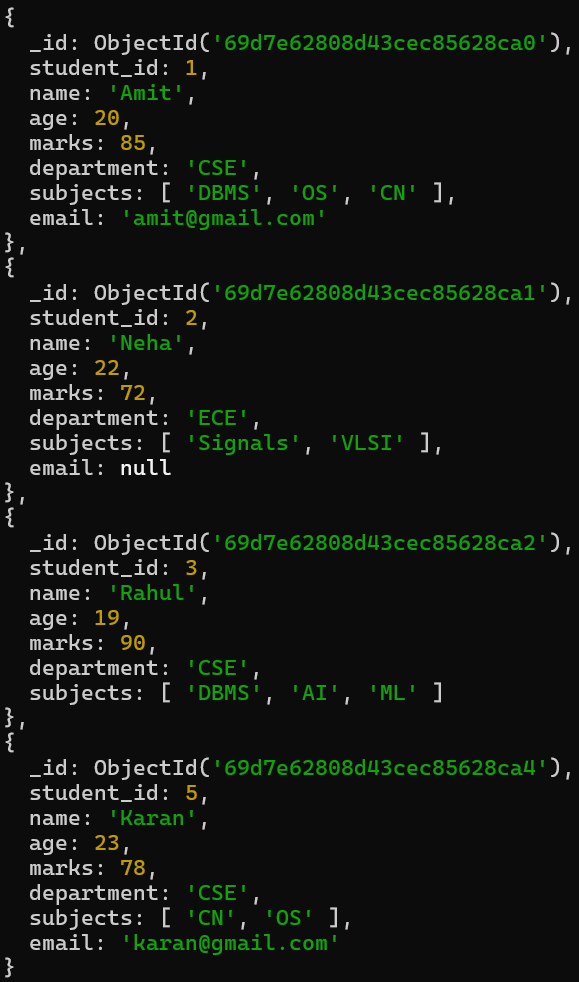 {
  _id: ObjectId('69d7e62808d43cec85628ca0'),
  student_id: 1,
  name: 'Amit',
  age: 20,
  marks: 85,
  department: 'CSE',
  subjects: [ 'DBMS', 'OS', 'CN' ],
  email: 'amit@gmail.com'
},
{
  _id: ObjectId('69d7e62808d43cec85628ca1'),
  student_id: 2,
  name: 'Neha',
  age: 22,
  marks: 72,
  department: 'ECE',
  subjects: [ 'Signals', 'VLSI' ],
  email: null
},
{
  _id: ObjectId('69d7e62808d43cec85628ca2'),
  student_id: 3,
  name: 'Rahul',
  age: 19,
  marks: 90,
  department: 'CSE',
  subjects: [ 'DBMS', 'AI', 'ML' ]
},
{
  _id: ObjectId('69d7e62808d43cec85628ca4'),
  student_id: 5,
  name: 'Karan',
  age: 23,
  marks: 78,
  department: 'CSE',
  subjects: [ 'CN', 'OS' ],
  email: 'karan@gmail.com'
}